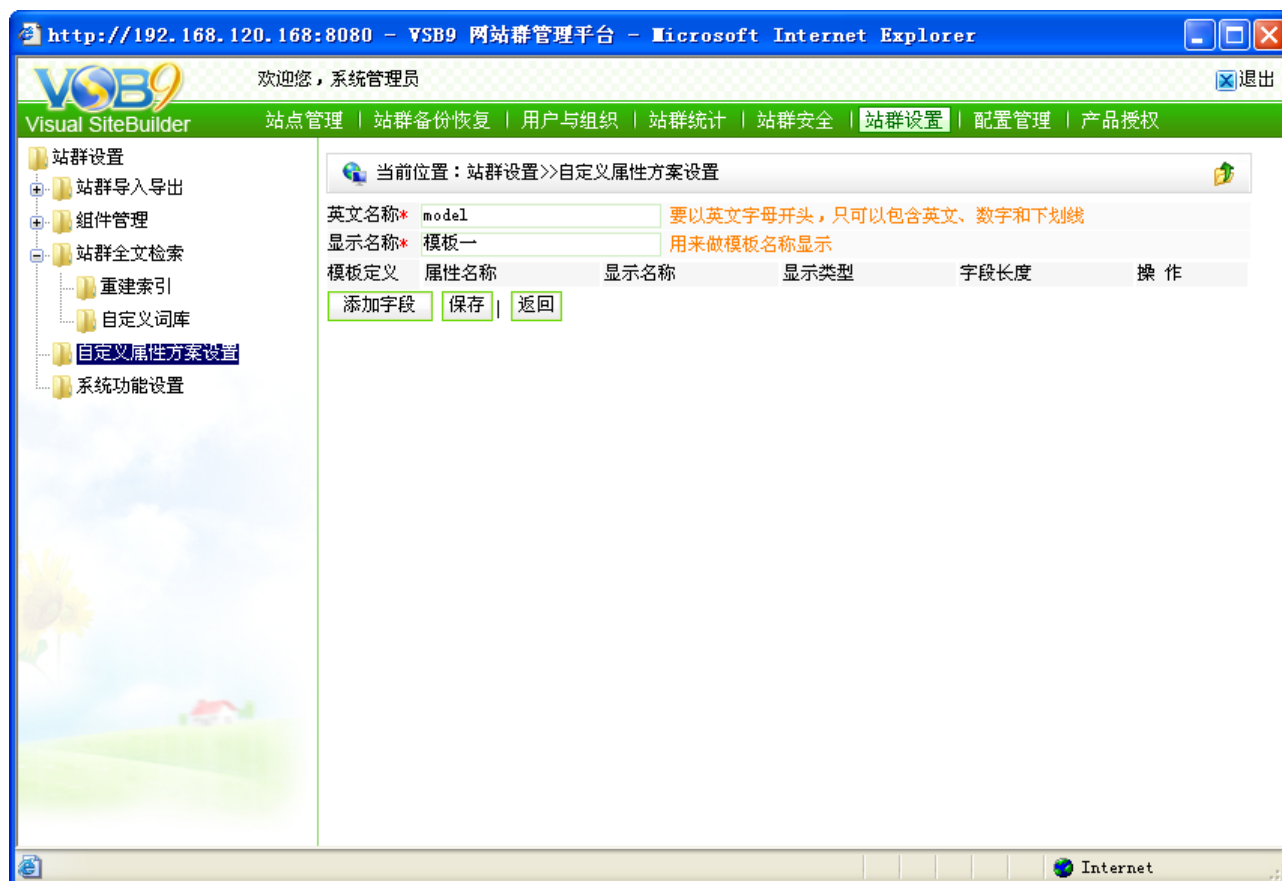 http://192.168.120.168:8080 - VSB9 网站群管理平台 - Microsoft Internet Explorer
VSB9
Visual SiteBuilder
欢迎您，系统管理员
退出
站点管理 | 站群备份恢复 | 用户与组织 | 站群统计 | 站群安全 | 站群设置 | 配置管理 | 产品授权
站群设置
站群导入导出
组件管理
站群全文检索
重建索引
自定义词库
自定义属性方案设置
系统功能设置
当前位置：站群设置>>自定义属性方案设置
英文名称* model 要以英文字母开头，只可以包含英文、数字和下划线
显示名称* 模板一 用来做模板名称显示
模板定义 属性名称 显示名称 显示类型 字段长度 操 作
添加字段 保存 | 返回
Internet